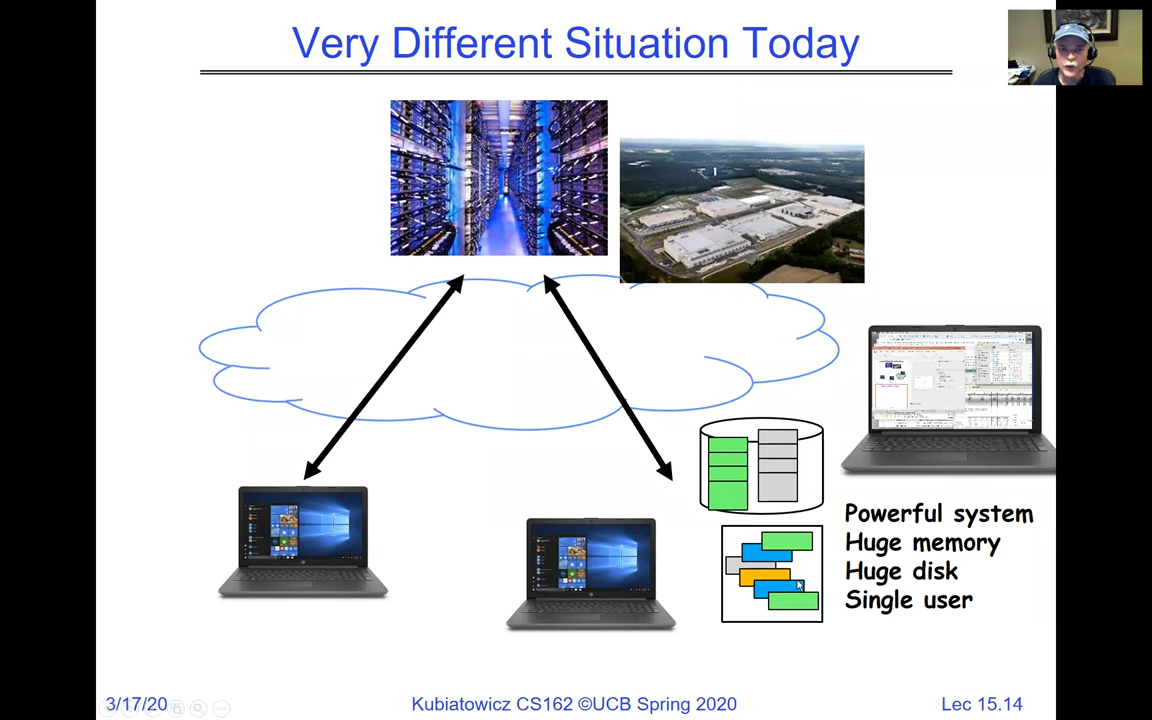 Very Different Situation Today
Powerful system
Huge memory
Huge disk
Single user
3/17/20
Kubiatowicz CS162 ©UCB Spring 2020
Lec 15.14